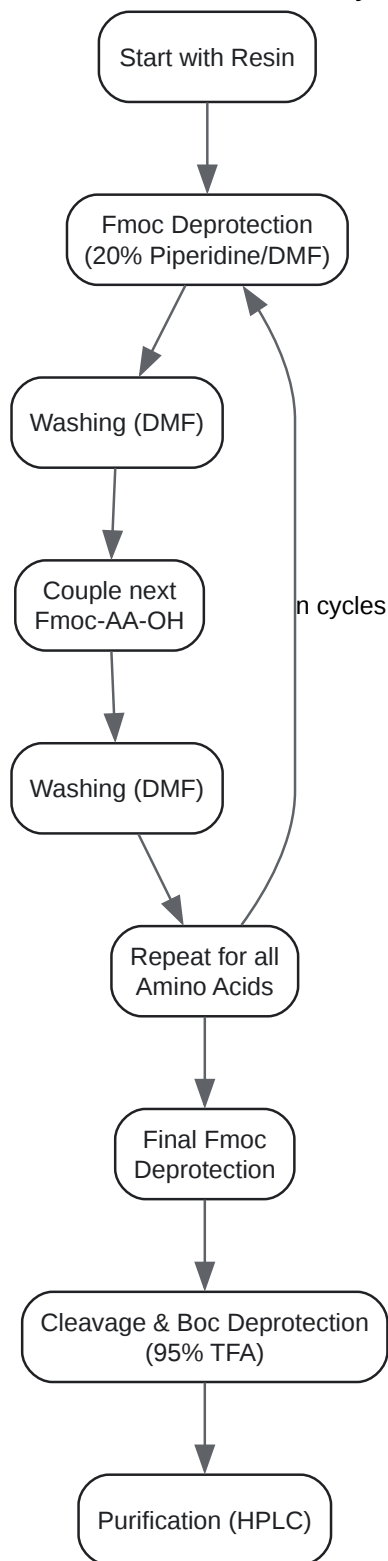 Start with Resin
Fmoc Deprotection
(20% Piperidine/DMF)
Washing (DMF)
Couple next
Fmoc-AA-OH
n cycles
Washing (DMF)
Repeat for all
Amino Acids
Final Fmoc
Deprotection
Cleavage & Boc Deprotection
(95% TFA)
Purification (HPLC)